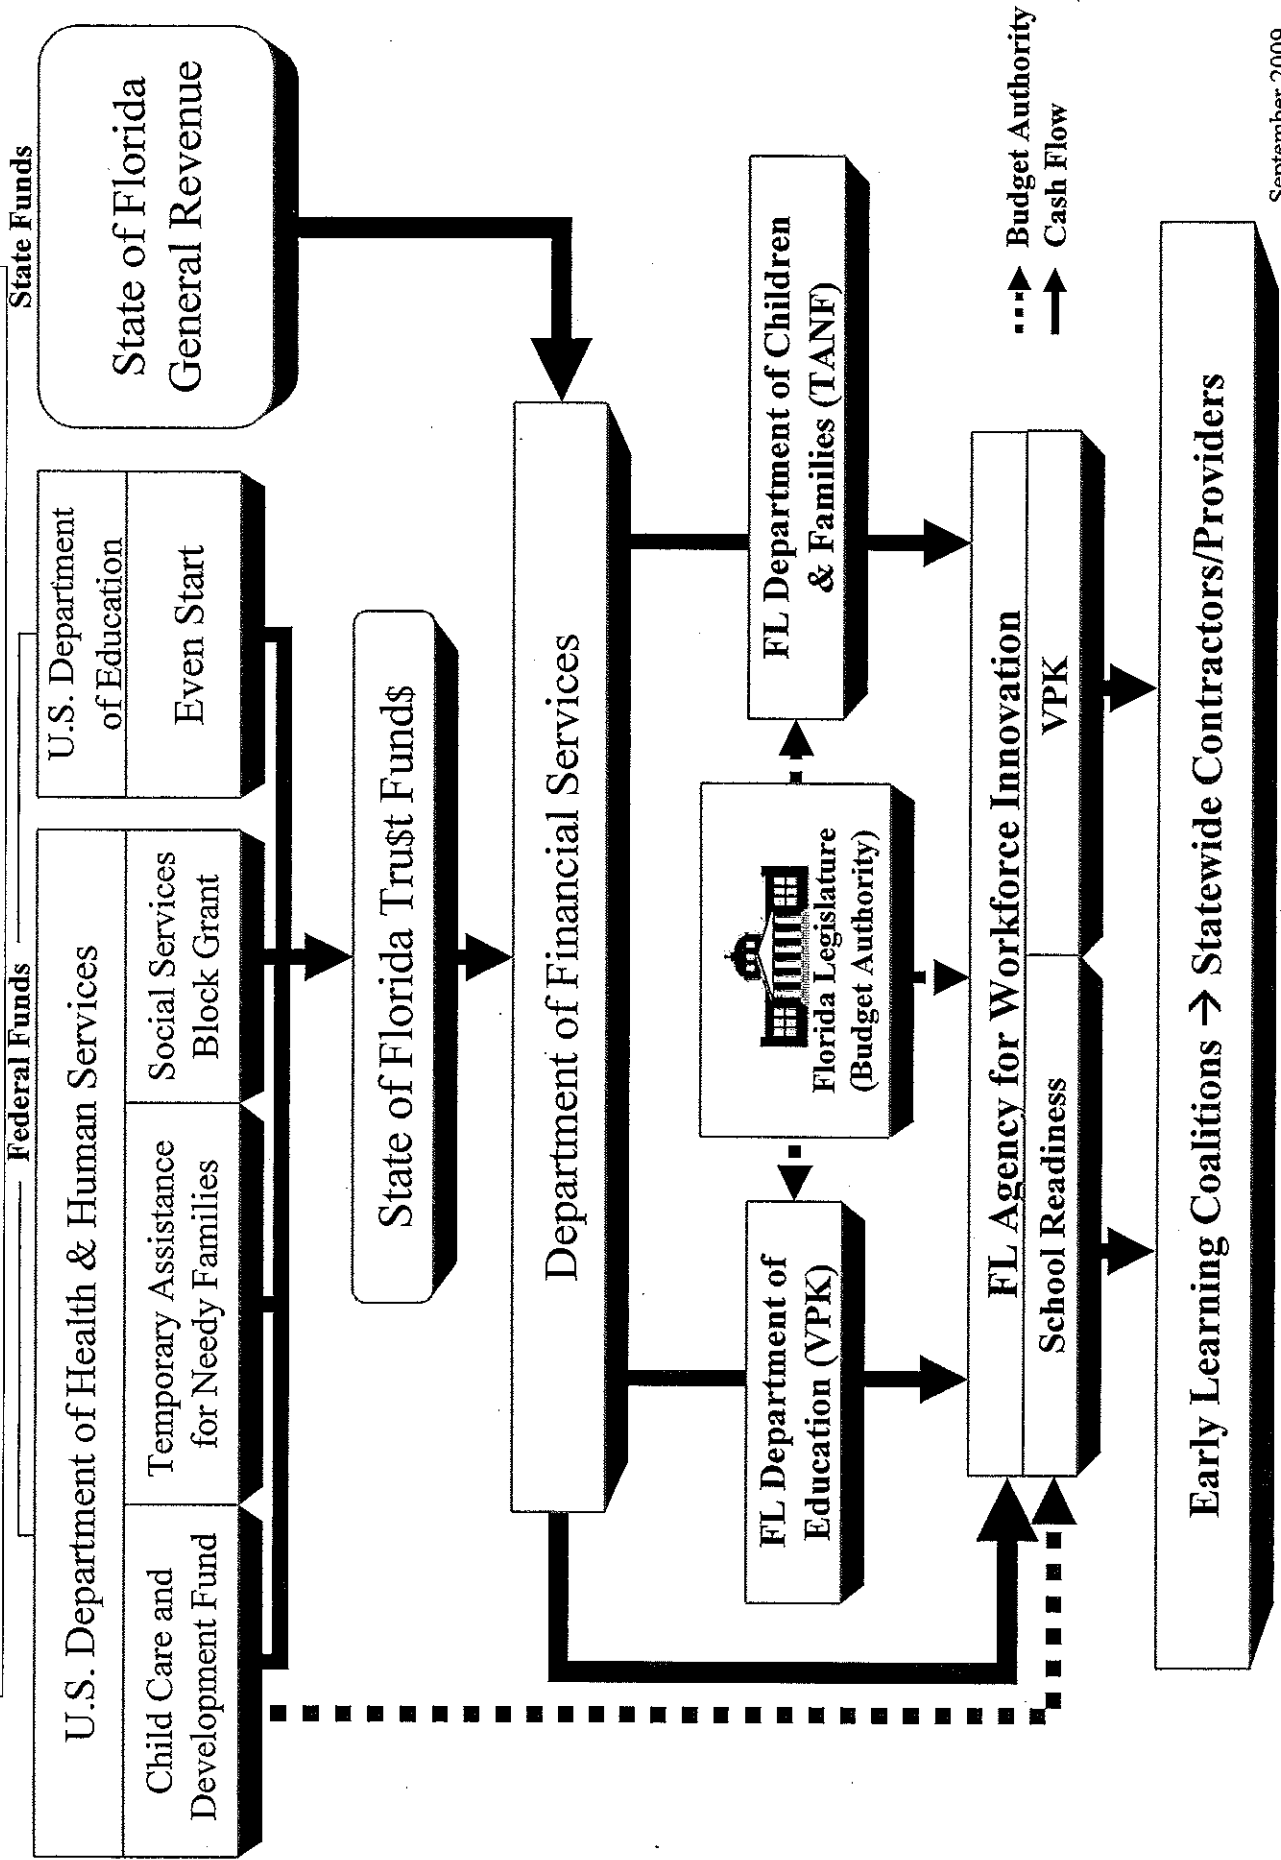 Federal Funds
State Funds
U.S. Department of Health & Human Services
Child Care and
Development Fund
Temporary Assistance
for Needy Families
Social Services
Block Grant
U.S. Department
of Education
Even Start
State of Florida
General Revenue
State of Florida Tru$t Fund$
Department of Financial Services
FL Department of
Education (VPK)
Florida Legislature
(Budget Authority)
FL Department of Children
& Families (TANF)
FL Agency for Workforce Innovation
School Readiness
VPK
Budget Authority
Cash Flow
Early Learning Coalitions → Statewide Contractors/Providers
September 2009